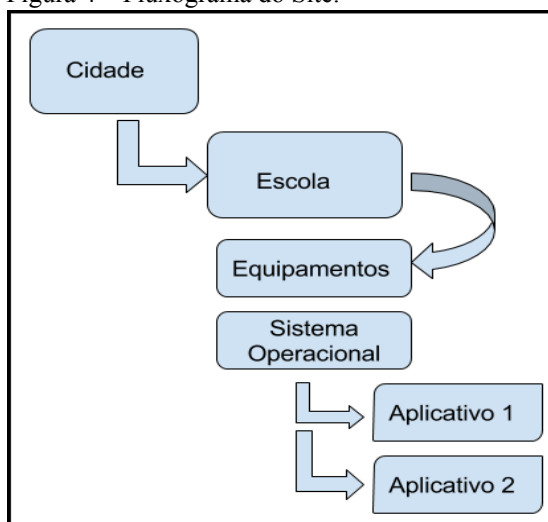 Figura 4 – Fluxograma do Site.
Cidade
Escola
Equipamentos
Sistema
Operacional
Aplicativo 1
Aplicativo 2